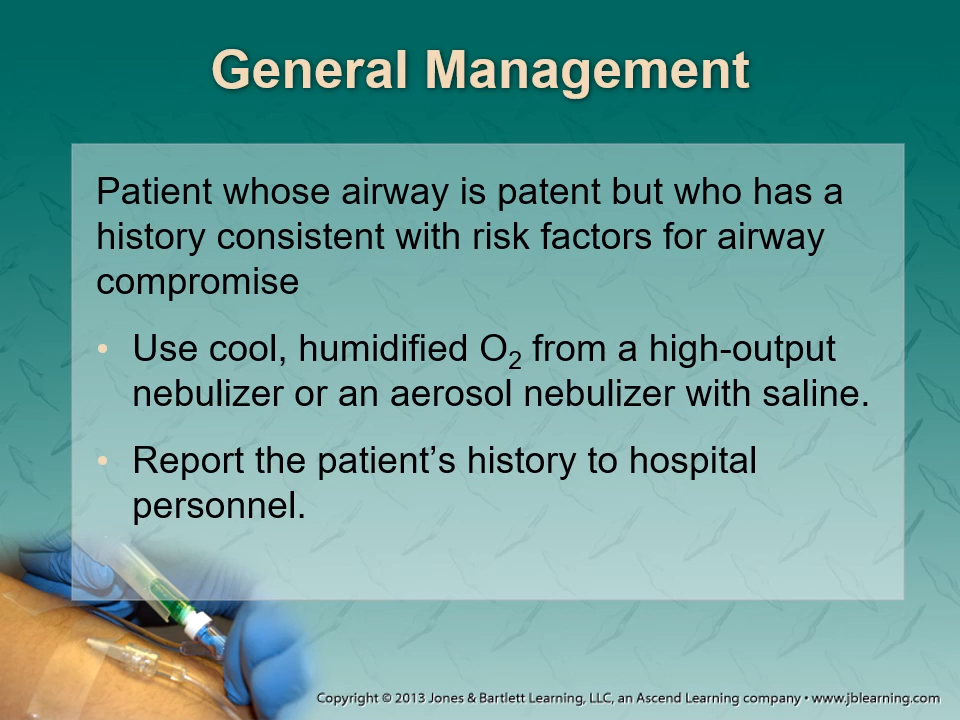 General Management
Patient whose airway is patent but who has a
history consistent with risk factors for airway
compromise
• Use cool, humidified O₂ from a high-output
nebulizer or an aerosol nebulizer with saline.
• Report the patient’s history to hospital
personnel.
Copyright © 2013 Jones & Bartlett Learning, LLC, an Ascend Learning company • www.jblearning.com